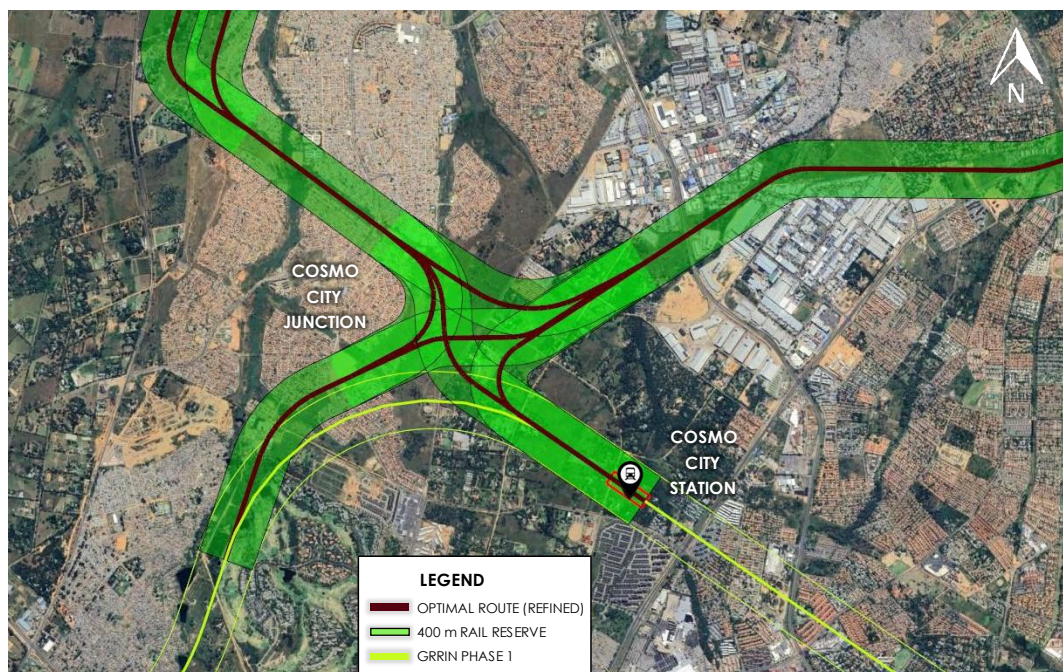 N
COSMO
CITY
JUNCTION
COSMO
CITY
STATION
LEGEND
OPTIMAL ROUTE (REFINED)
400 m RAIL RESERVE
GRRIN PHASE 1